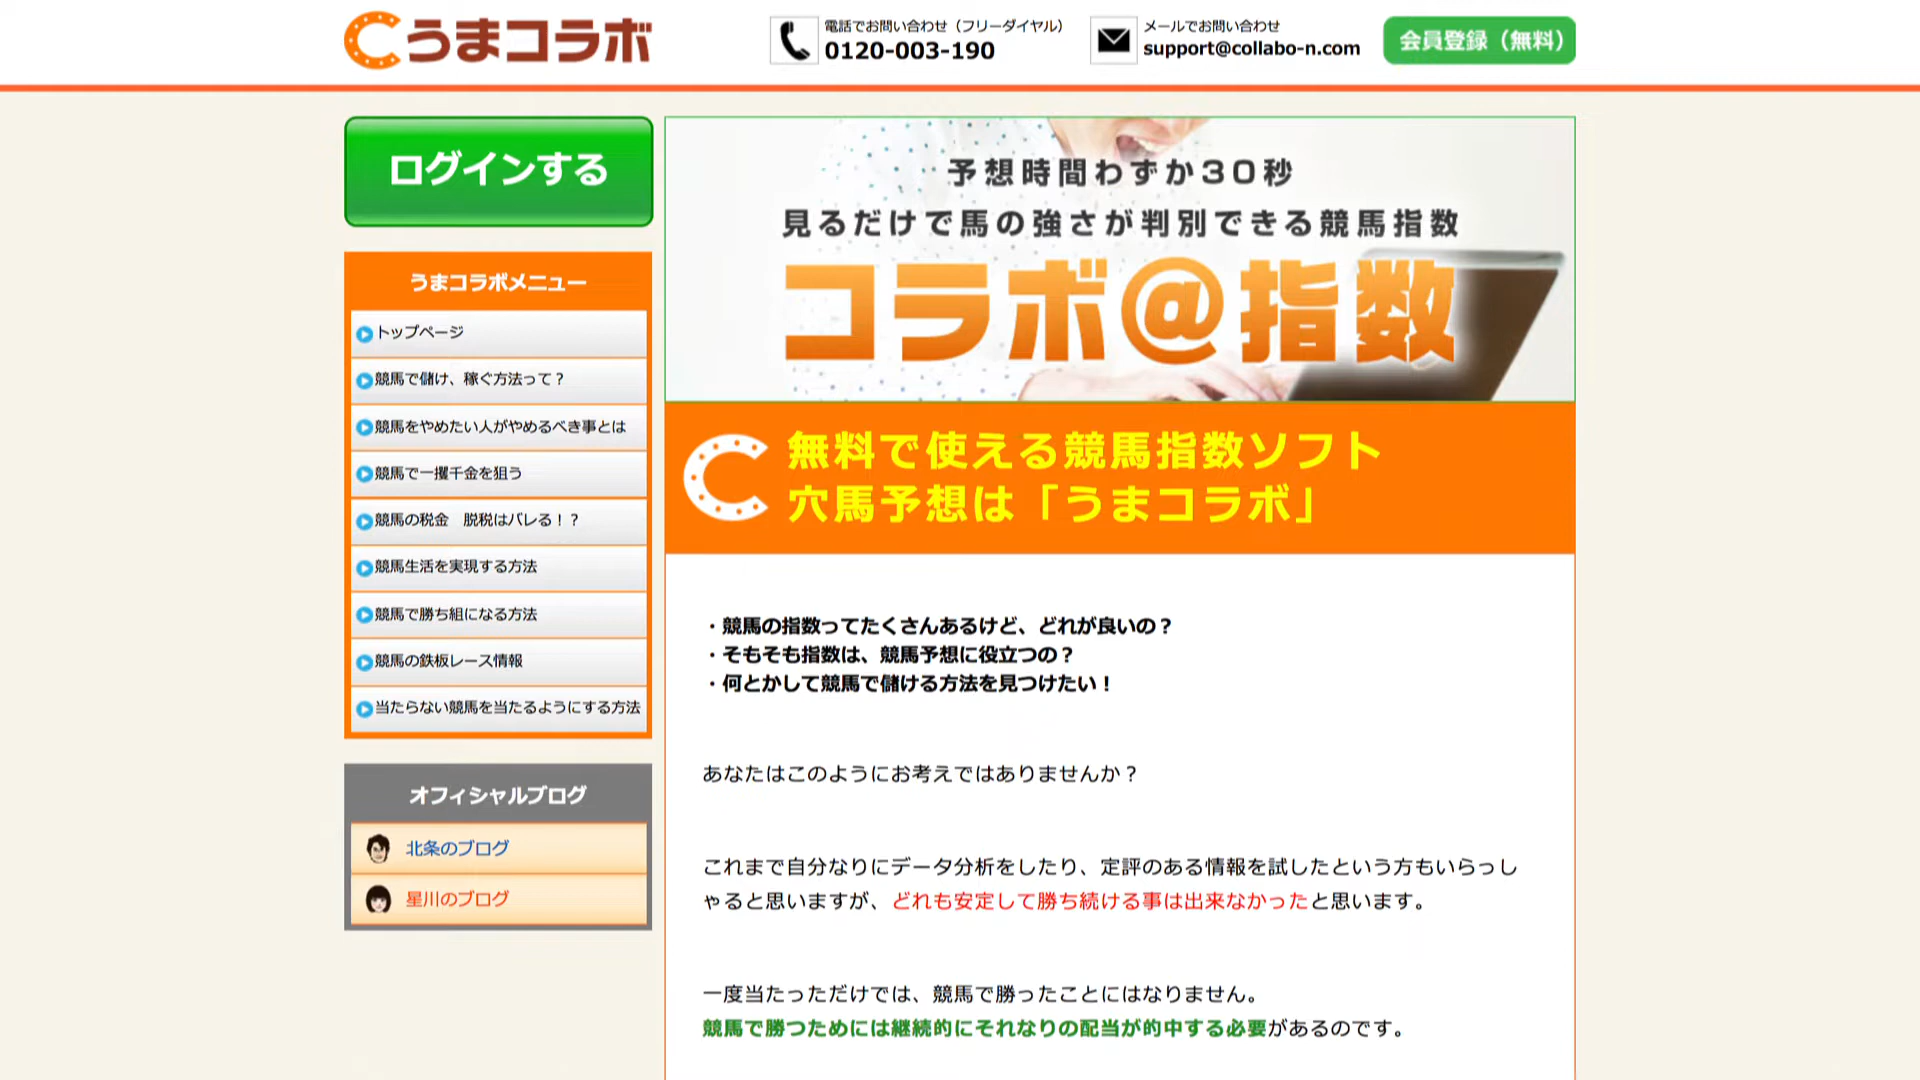 うまコラボ
電話でお問い合わせ（フリーダイヤル）
0120-003-190
メールでお問い合わせ
support@collabo-n.com
会員登録（無料）
ログインする
うまコラボメニュー
トップページ
競馬で儲け、稼ぐ方法って？
競馬をやめたい人がやめるべき事とは
競馬で一攫千金を狙う
競馬の税金　脱税はバレる！？
競馬生活を実現する方法
競馬で勝ち組になる方法
競馬の鉄板レース情報
当たらない競馬を当たるようにする方法
オフィシャルブログ
北条のブログ
星川のブログ
予想時間わずか30秒
見るだけで馬の強さが判別できる競馬指数
コラボ@指数
無料で使える競馬指数ソフト
穴馬予想は「うまコラボ」
・競馬の指数ってたくさんあるけど、どれが良いの？
・そもそも指数は、競馬予想に役立つの？
・何とかして競馬で儲ける方法を見つけたい！
あなたはこのようにお考えではありませんか？
これまで自分なりにデータ分析をしたり、定評のある情報を試したという方もいらっし
ゃると思いますが、どれも安定して勝ち続ける事は出来なかったと思います。
一度当たっただけでは、競馬で勝ったことにはなりません。
競馬で勝つためには継続的にそれなりの配当が的中する必要があるのです。